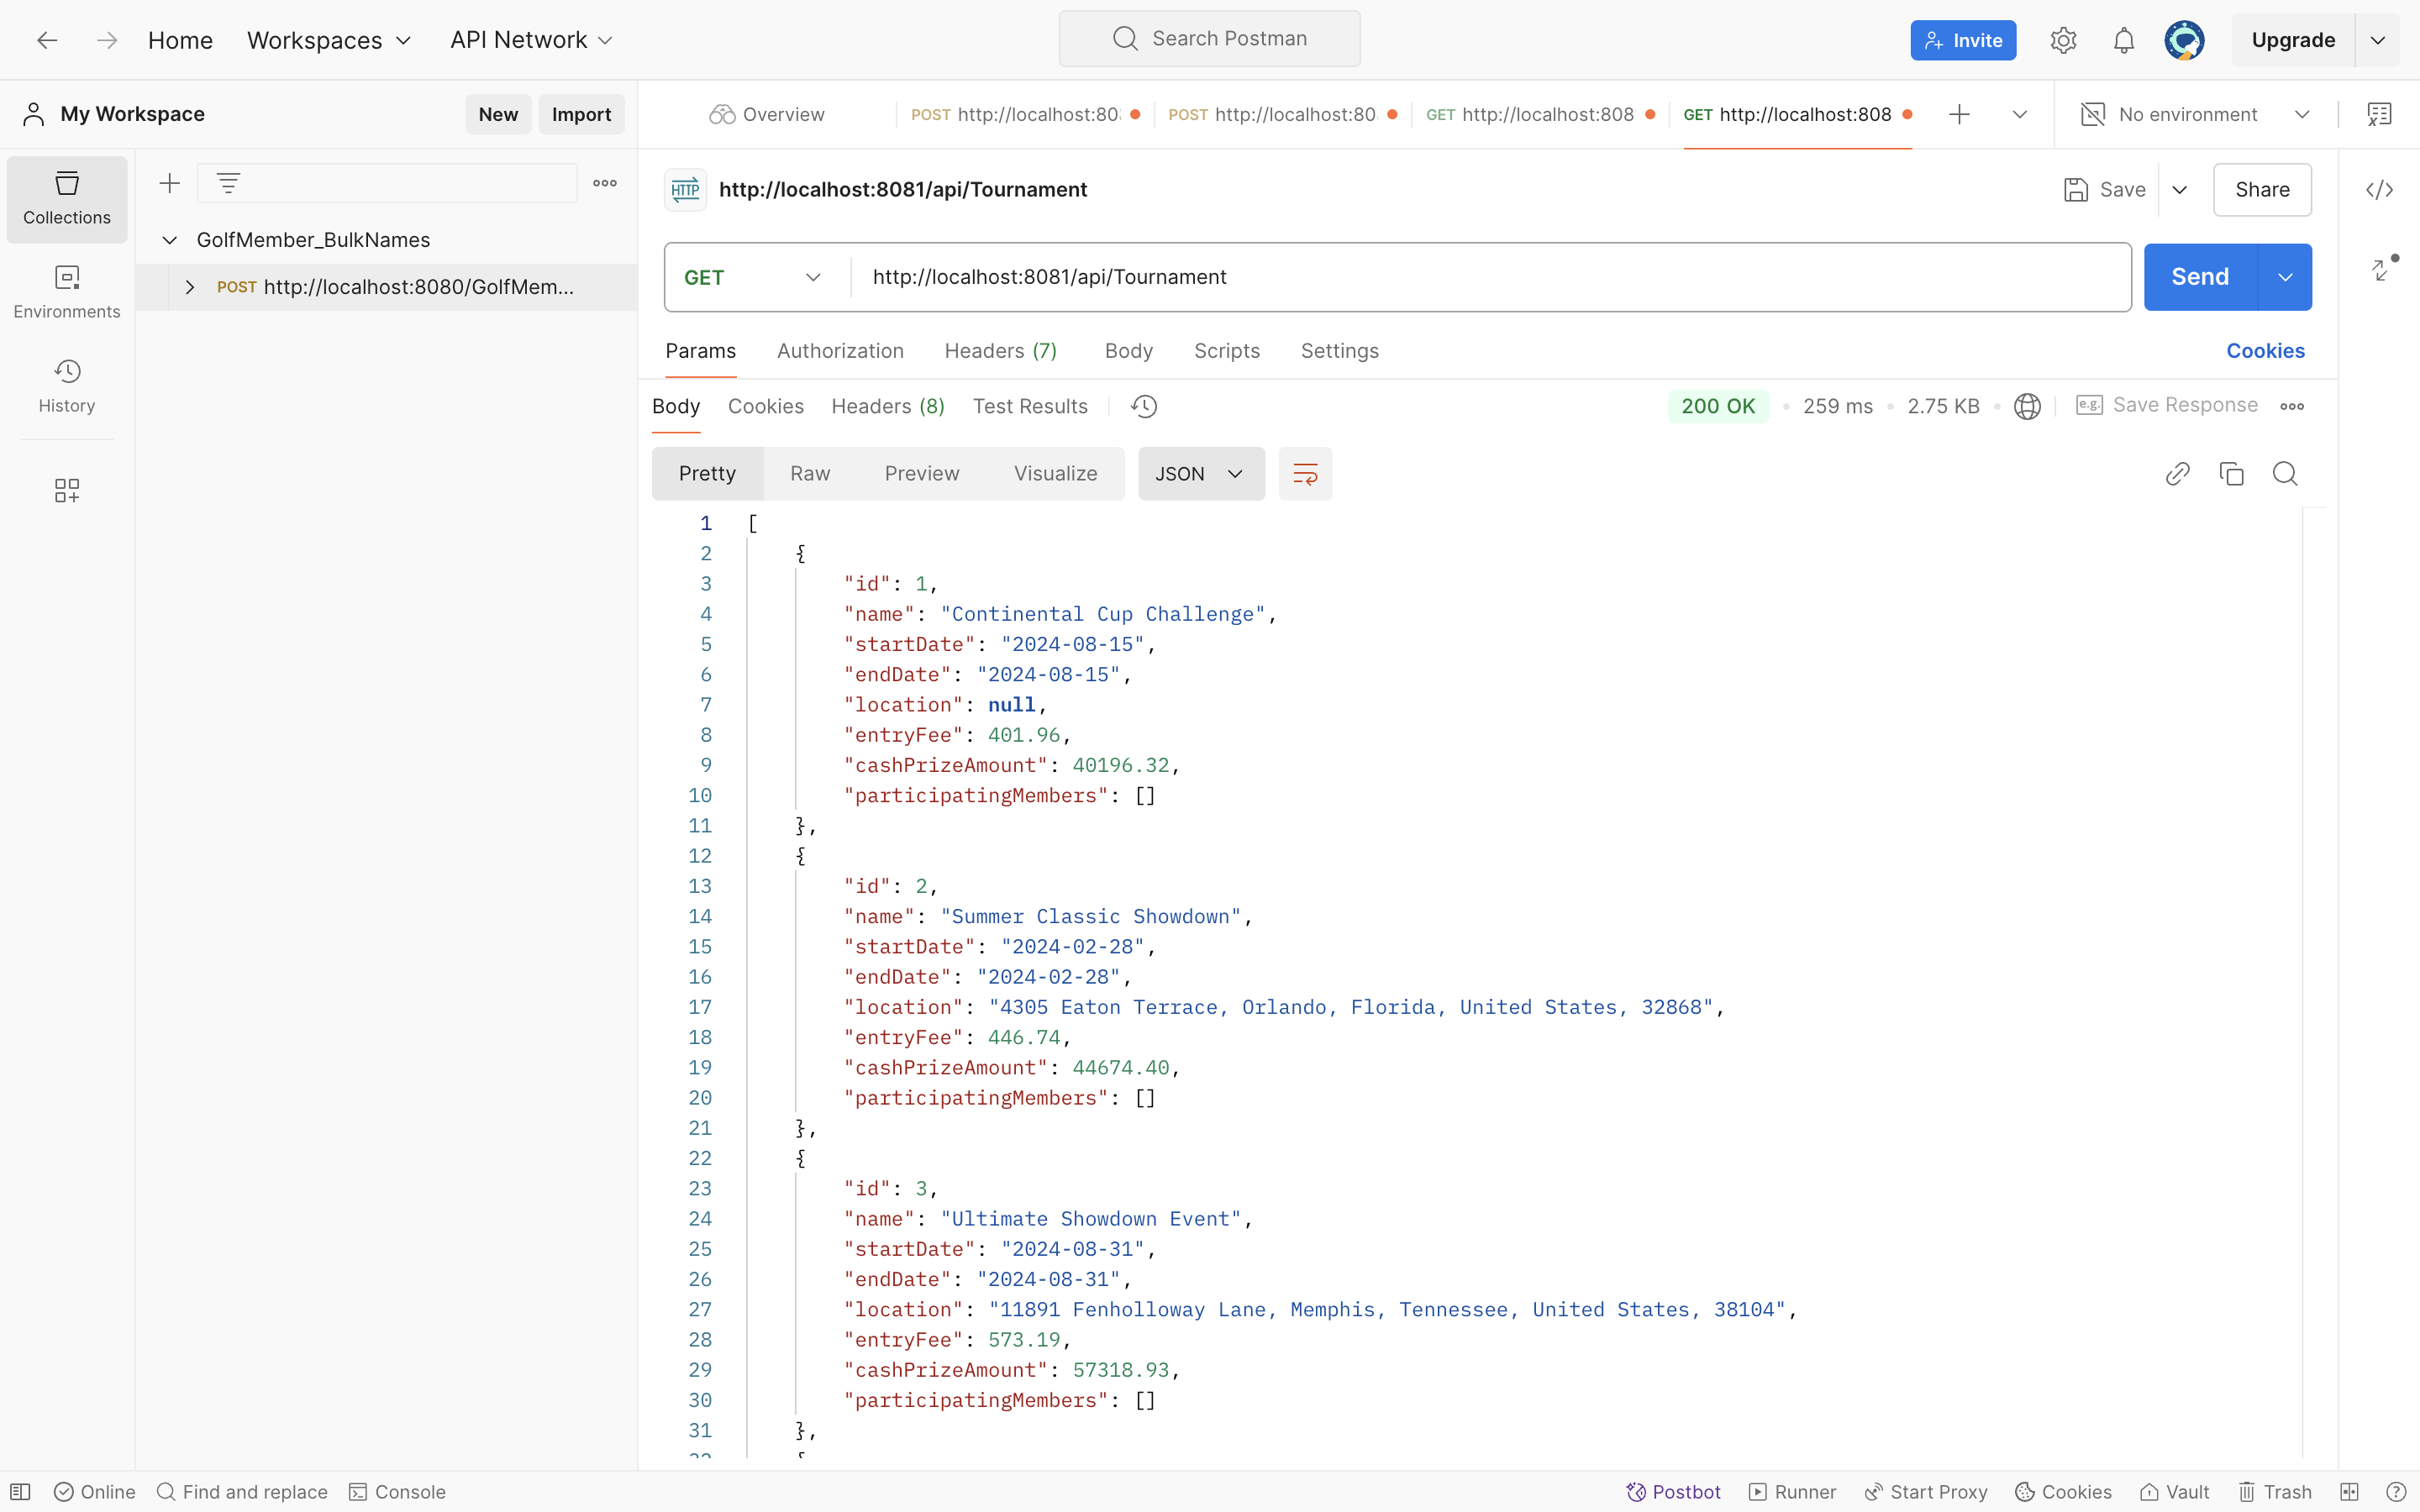 Home Workspaces API Network Search Postman Invite Upgrade
My Workspace New Import Overview POST http://localhost:80 POST http://localhost:80 GET http://localhost:808 GET http://localhost:808 No environment
Collections
Environments
History
GolfMember_BulkNames
POST http://localhost:8080/GolfMem...
HTTP http://localhost:8081/api/Tournament Save Share
GET http://localhost:8081/api/Tournament Send
Params Authorization Headers (7) Body Scripts Settings Cookies
Body Cookies Headers (8) Test Results 200 OK 259 ms 2.75 KB e.g. Save Response
Pretty Raw Preview Visualize JSON
1 [
2 {
3 "id": 1,
4 "name": "Continental Cup Challenge",
5 "startDate": "2024-08-15",
6 "endDate": "2024-08-15",
7 "location": null,
8 "entryFee": 401.96,
9 "cashPrizeAmount": 40196.32,
10 "participatingMembers": []
11 },
12 {
13 "id": 2,
14 "name": "Summer Classic Showdown",
15 "startDate": "2024-02-28",
16 "endDate": "2024-02-28",
17 "location": "4305 Eaton Terrace, Orlando, Florida, United States, 32868",
18 "entryFee": 446.74,
19 "cashPrizeAmount": 44674.40,
20 "participatingMembers": []
21 },
22 {
23 "id": 3,
24 "name": "Ultimate Showdown Event",
25 "startDate": "2024-08-31",
26 "endDate": "2024-08-31",
27 "location": "11891 Fenholloway Lane, Memphis, Tennessee, United States, 38104",
28 "entryFee": 573.19,
29 "cashPrizeAmount": 57318.93,
30 "participatingMembers": []
31 },
Online Find and replace Console Postbot Runner Start Proxy Cookies Vault Trash